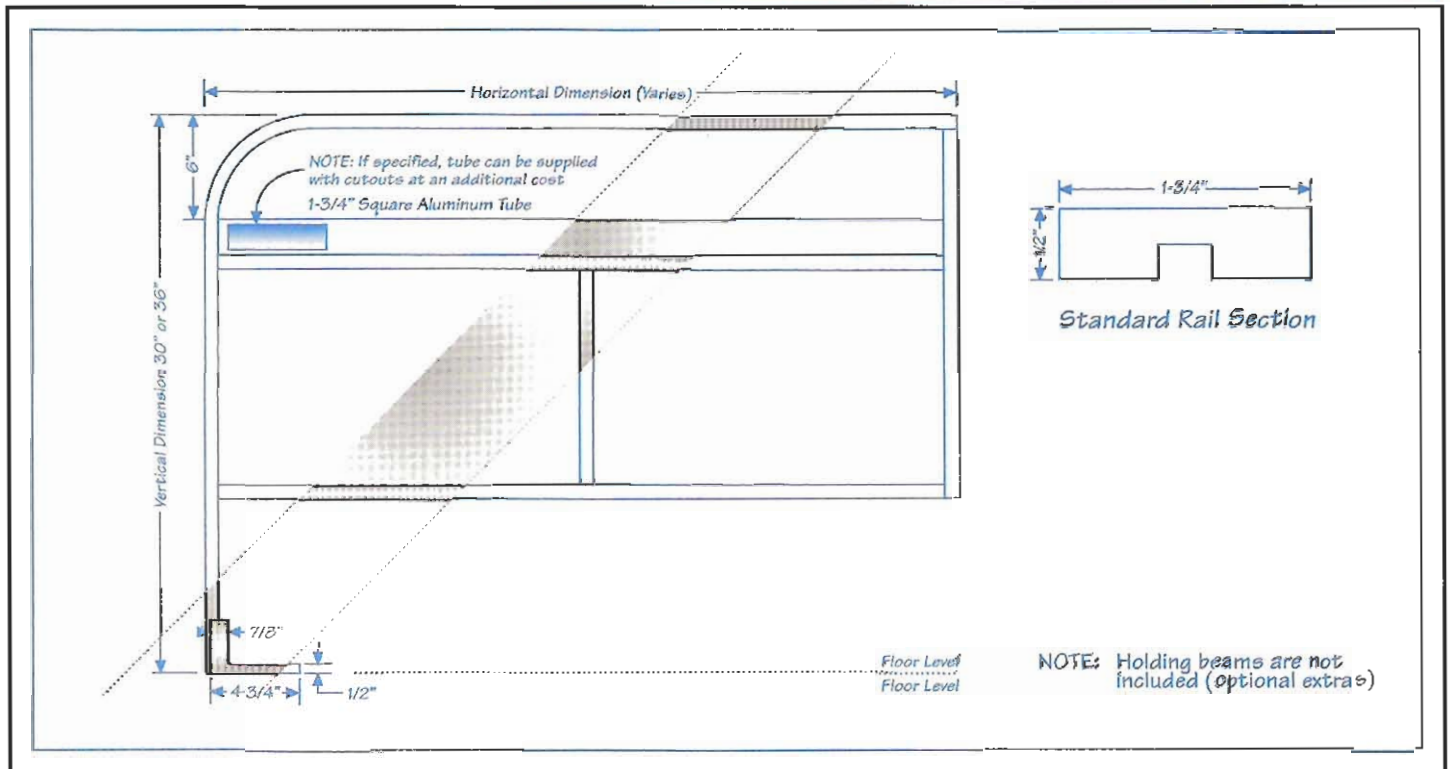 Horizontal Dimension (Varies)
6"
NOTE: If specified, tube can be supplied
with cutouts at an additional cost
1-3/4" Square Aluminum Tube
1-3/4"
Standard Rail Section
Vertical Dimension 30" or 36"
7/8"
4-3/4"
1/2"
Floor Level
Floor Level
NOTE: Holding beams are not
included (optional extras)